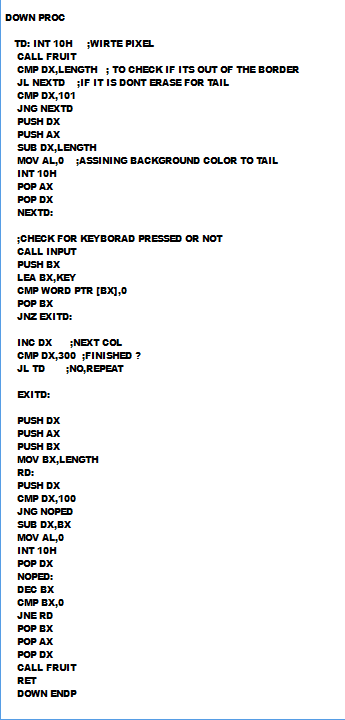 DOWN PROC
TD: INT 10H ;WIRTE PIXEL
CALL FRUIT
CMP DX,LENGTH ; TO CHECK IF ITS OUT OF THE BORDER
JL NEXTD ;IF IT IS DONT ERASE FOR TAIL
CMP DX,101
JNG NEXTD
PUSH DX
PUSH AX
SUB DX,LENGTH
MOV AL,0 ;ASSINING BACKGROUND COLOR TO TAIL
INT 10H
POP AX
POP DX
NEXTD:
;CHECK FOR KEYBORAD PRESSED OR NOT
CALL INPUT
PUSH BX
LEA BX,KEY
CMP WORD PTR [BX],0
POP BX
JNZ EXITD:
INC DX ;NEXT COL
CMP DX,300 ;FINISHED ?
JL TD ;NO,REPEAT
EXITD:
PUSH DX
PUSH AX
PUSH BX
MOV BX,LENGTH
RD:
PUSH DX
CMP DX,100
JNG NOPED
SUB DX,BX
MOV AL,0
INT 10H
POP DX
NOPED:
DEC BX
CMP BX,0
JNE RD
POP BX
POP AX
POP DX
CALL FRUIT
RET
DOWN ENDP